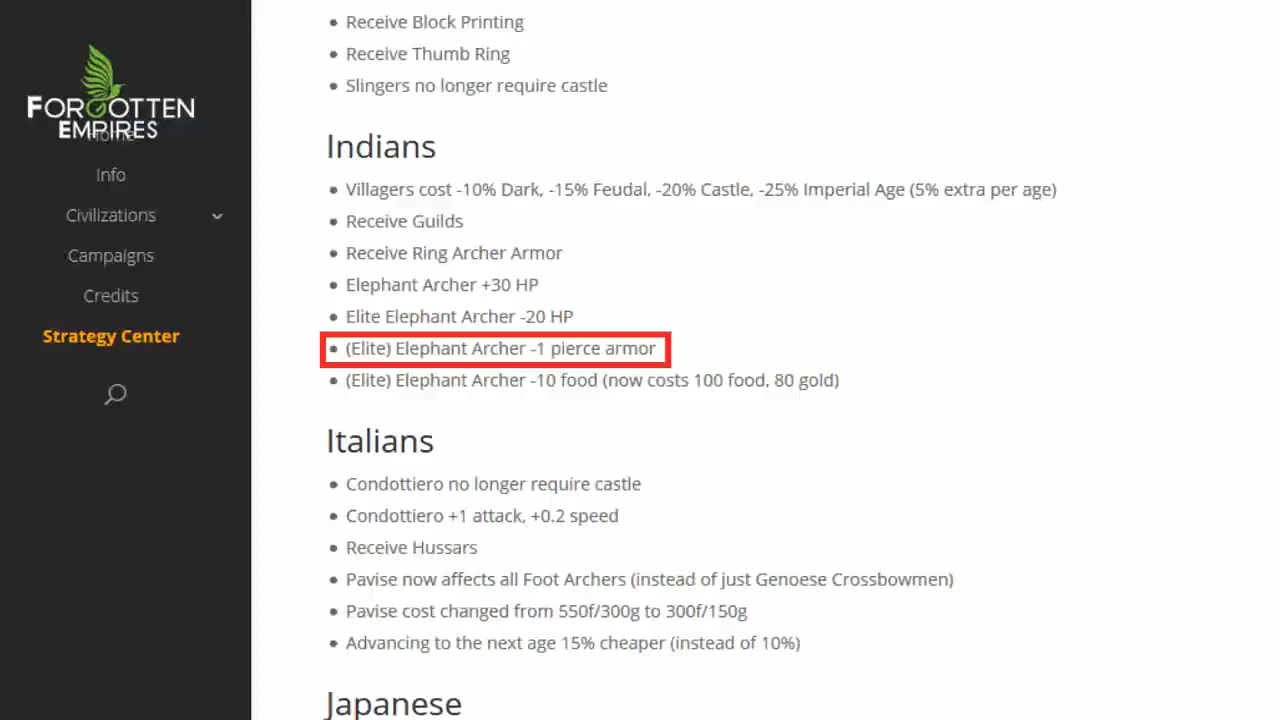 FORGOTTEN
EMPIRES
Home
Info
Civilizations
Campaigns
Credits
Strategy Center
Receive Block Printing
Receive Thumb Ring
Slingers no longer require castle
Indians
Villagers cost -10% Dark, -15% Feudal, -20% Castle, -25% Imperial Age (5% extra per age)
Receive Guilds
Receive Ring Archer Armor
Elephant Archer +30 HP
Elite Elephant Archer -20 HP
(Elite) Elephant Archer -1 pierce armor
(Elite) Elephant Archer -10 food (now costs 100 food, 80 gold)
Italians
Condottiero no longer require castle
Condottiero +1 attack, +0.2 speed
Receive Hussars
Pavise now affects all Foot Archers (instead of just Genoese Crossbowmen)
Pavise cost changed from 550f/300g to 300f/150g
Advancing to the next age 15% cheaper (instead of 10%)
Japanese